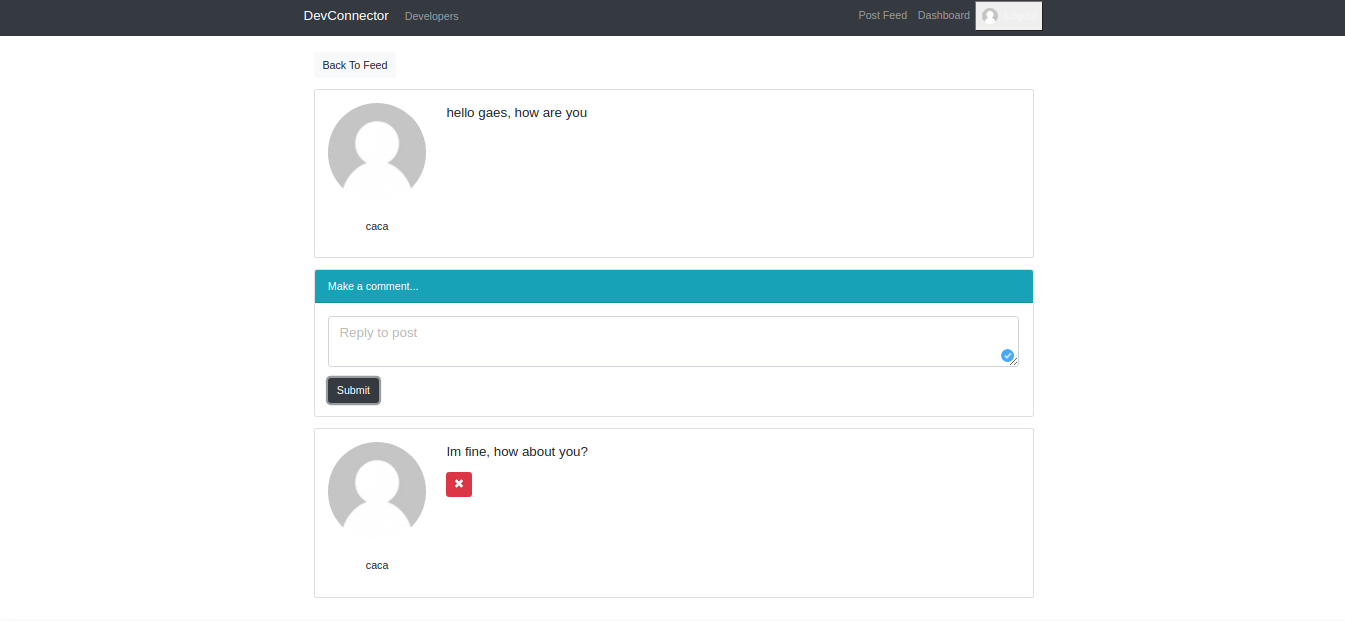 DevConnector Developers Post Feed Dashboard
Back To Feed
hello gaes, how are you
caca
Make a comment...
Reply to post
Submit
Im fine, how about you?
caca